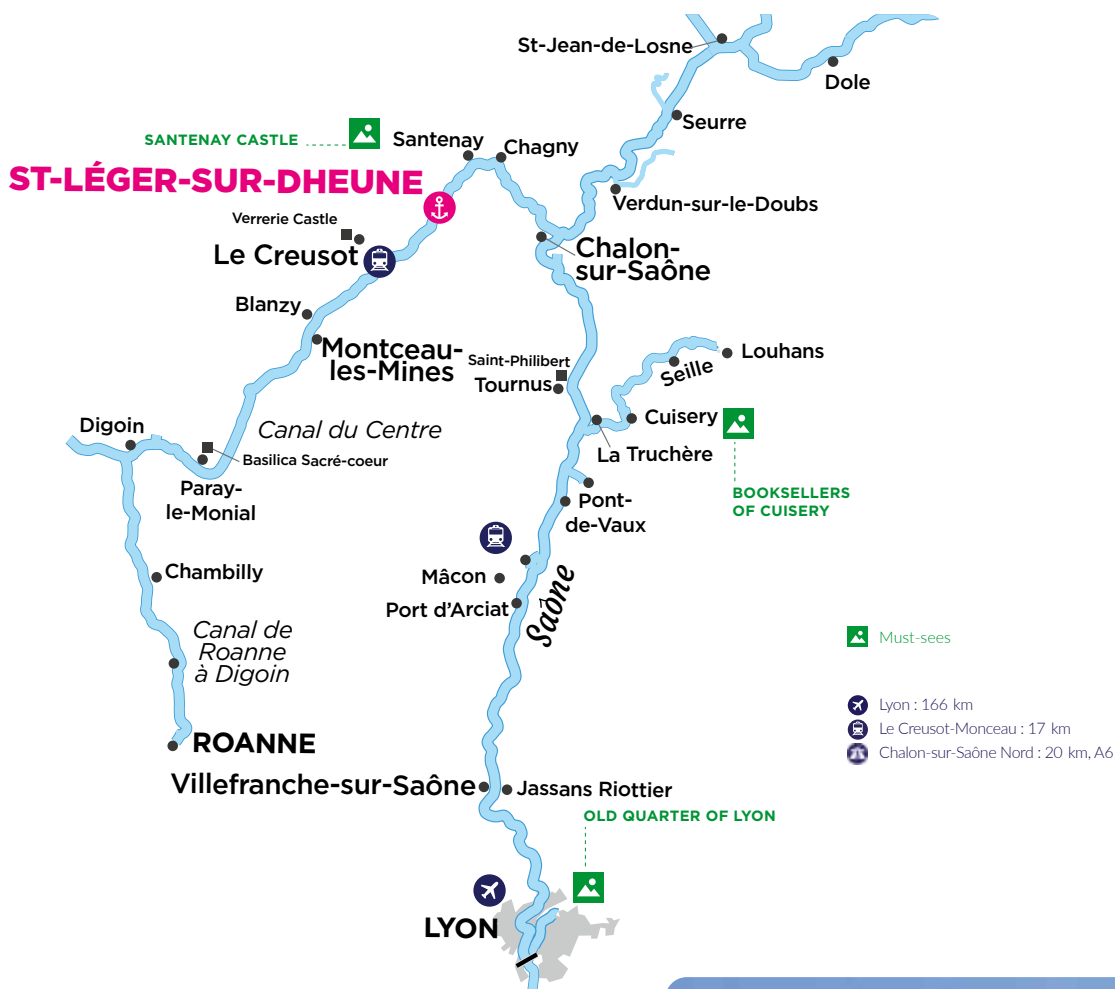 St-Jean-de-Losne
Dole
Seurre
SANTENAY CASTLE
Santenay
Chagny
ST-LÉGER-SUR-DHEUNE
Verdun-sur-le-Doubs
Verrerie Castle
Le Creusot
Chalon-
sur-Saône
Blanzy
Montceau-
les-Mines
Saint-Philibert
Tournus
Louhans
Seille
Cuisery
La Truchère
Digoin
Canal du Centre
Basilica Sacré-coeur
Paray-
le-Monial
BOOKSELLERS
OF CUISERY
Pont-
de-Vaux
Chambilly
Mâcon
Port d'Arciat
Saône
Canal de
Roanne
à Digoin
Must-sees
Lyon : 166 km
Le Creusot-Monceau : 17 km
Chalon-sur-Saône Nord : 20 km, A6
ROANNE
Villefranche-sur-Saône
Jassans Riottier
OLD QUARTER OF LYON
LYON